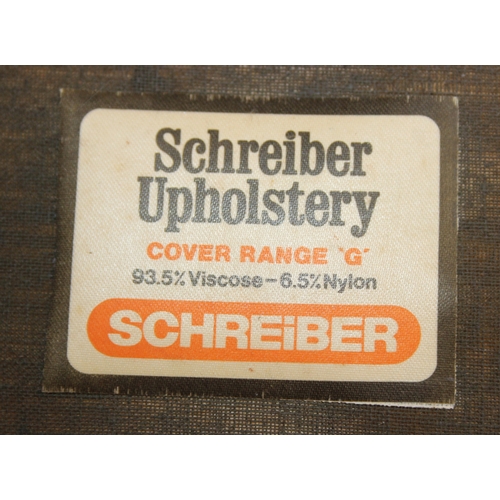 Schreiber
Upholstery
COVER RANGE 'G'
93.5% Viscose-6.5% Nylon
SCHREiBER